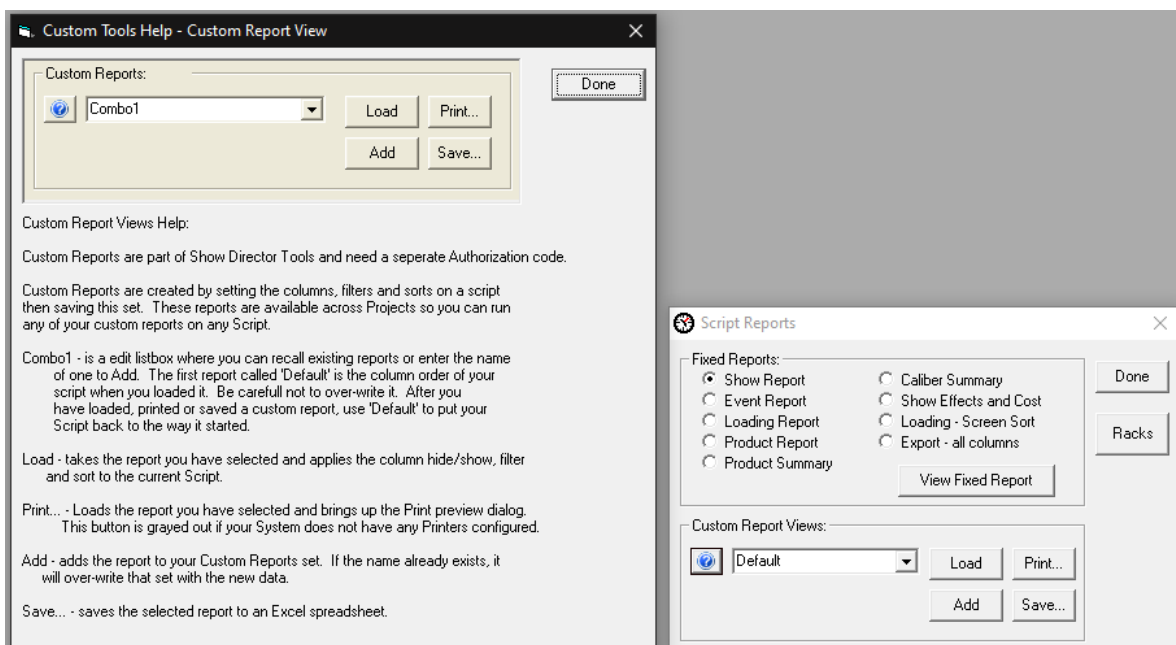 Custom Tools Help - Custom Report View
Custom Reports:
Combo1
Load
Print...
Add
Save...
Done
Custom Report Views Help:
Custom Reports are part of Show Director Tools and need a seperate Authorization code.
Custom Reports are created by setting the columns, filters and sorts on a script
then saving this set. These reports are available across Projects so you can run
any of your custom reports on any Script.
Combo1 - is a edit listbox where you can recall existing reports or enter the name
of one to Add. The first report called 'Default' is the column order of your
script when you loaded it. Be carefull not to over-write it. After you
have loaded, printed or saved a custom report, use 'Default' to put your
Script back to the way it started.
Load - takes the report you have selected and applies the column hide/show, filter
and sort to the current Script.
Print... - Loads the report you have selected and brings up the Print preview dialog.
This button is grayed out if your System does not have any Printers configured.
Add - adds the report to your Custom Reports set. If the name already exists, it
will over-write that set with the new data.
Save... - saves the selected report to an Excel spreadsheet.
Script Reports
Fixed Reports:
Show Report
Event Report
Loading Report
Product Report
Product Summary
Caliber Summary
Show Effects and Cost
Loading - Screen Sort
Export - all columns
View Fixed Report
Done
Racks
Custom Report Views:
Default
Load
Print...
Add
Save...